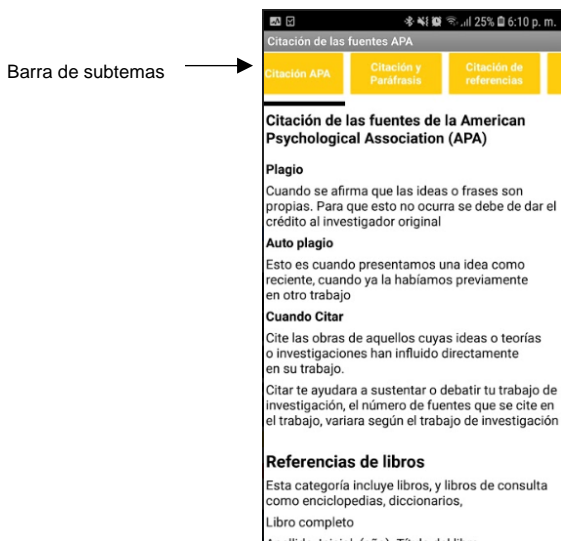 25% 6:10 p. m.
Citación de las fuentes APA
Barra de subtemas
Citación APA
Citación y
Paráfrasis
Citación de
referencias
Citación de las fuentes de la American
Psychological Association (APA)
Plagio
Cuando se afirma que las ideas o frases son
propias. Para que esto no ocurra se debe de dar el
crédito al investigador original
Auto plagio
Esto es cuando presentamos una idea como
reciente, cuando ya la habíamos previamente
en otro trabajo
Cuando Citar
Cite las obras de aquellos cuyas ideas o teorías
o investigaciones han influido directamente
en su trabajo.
Citar te ayudara a sustentar o debatir tu trabajo de
investigación, el número de fuentes que se cite en
el trabajo, variara según el trabajo de investigación
Referencias de libros
Esta categoría incluye libros, y libros de consulta
como enciclopedias, diccionarios,
Libro completo